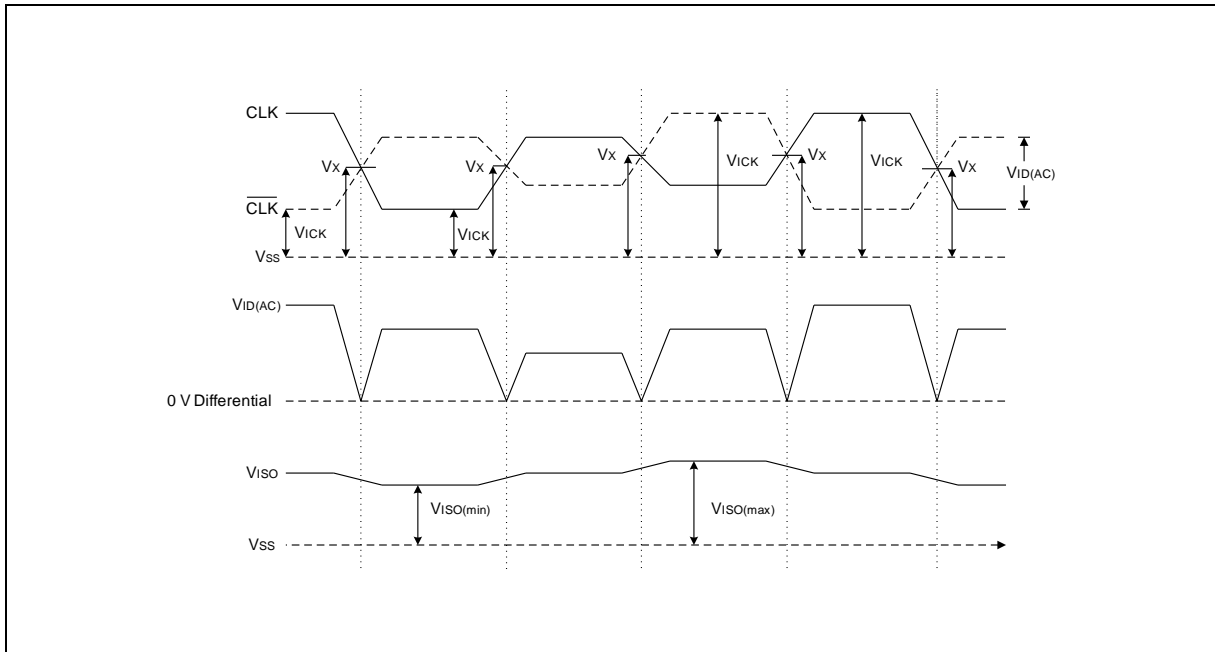 CLK
VX VX VX VX VX
VICK VICK VID(AC)
C̅L̅K̅
VICK VICK
VSS
VID(AC)
0 V Differential
VISO
VISO(min) VISO(max)
VSS